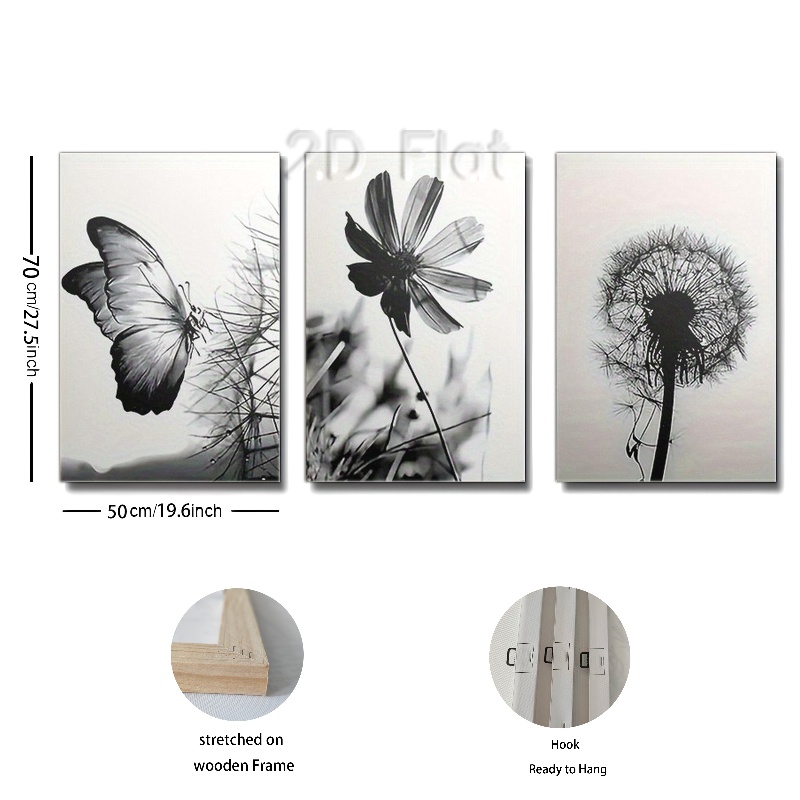 2D Flat
70cm/27.5inch
50cm/19.6inch
stretched on
wooden Frame
Hook
Ready to Hang